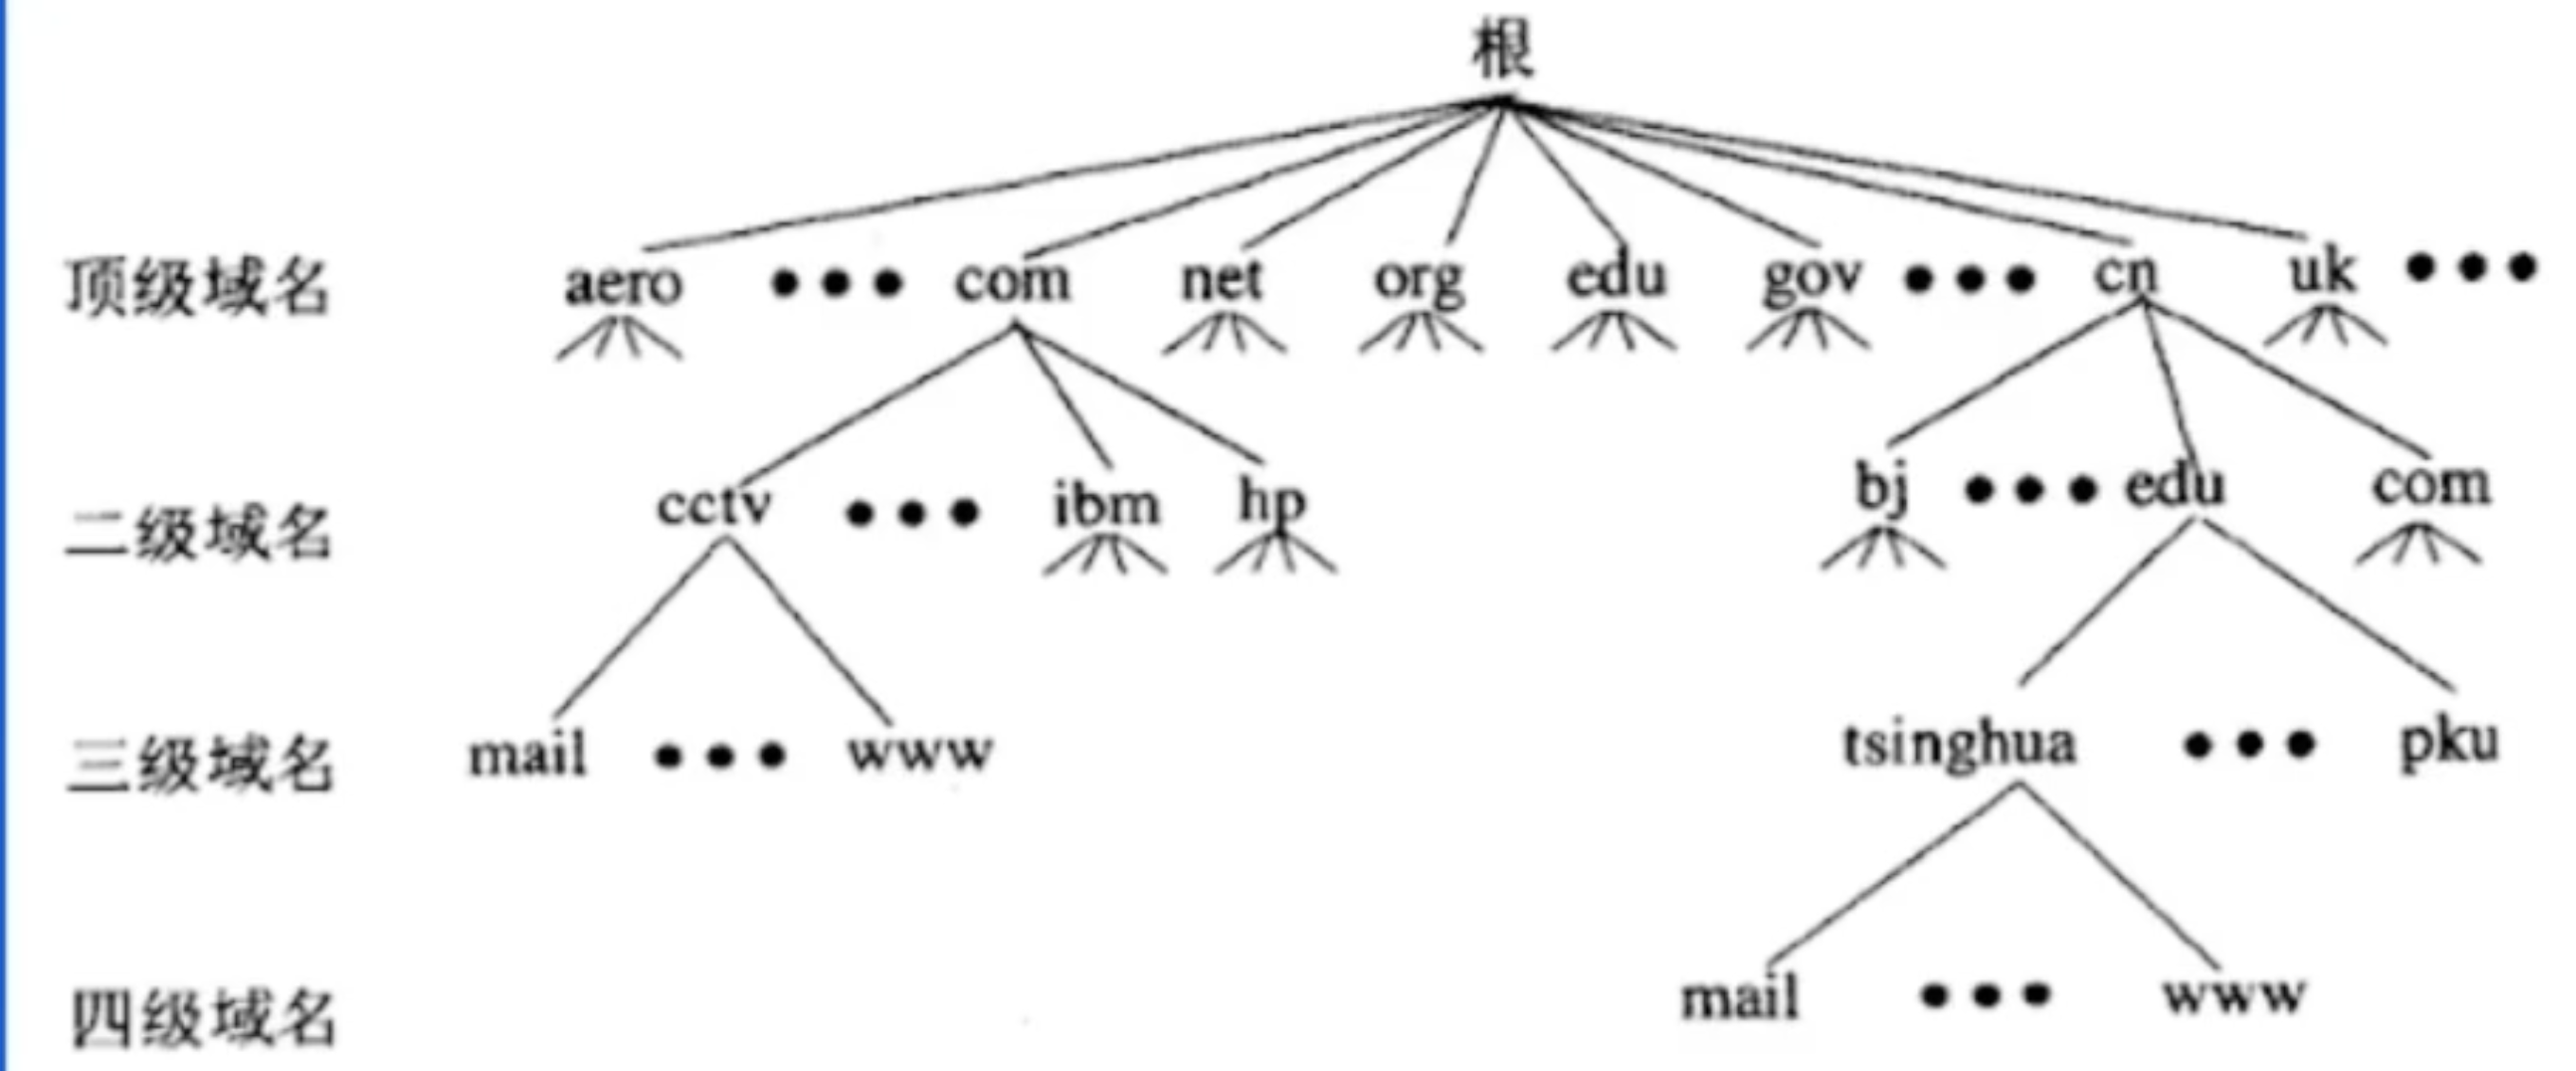 根
顶级域名 aero ••• com net org edu gov ••• cn uk •••
二级域名 cctv ••• ibm hp bj ••• edu com
三级域名 mail ••• www tsinghua ••• pku
四级域名 mail ••• www